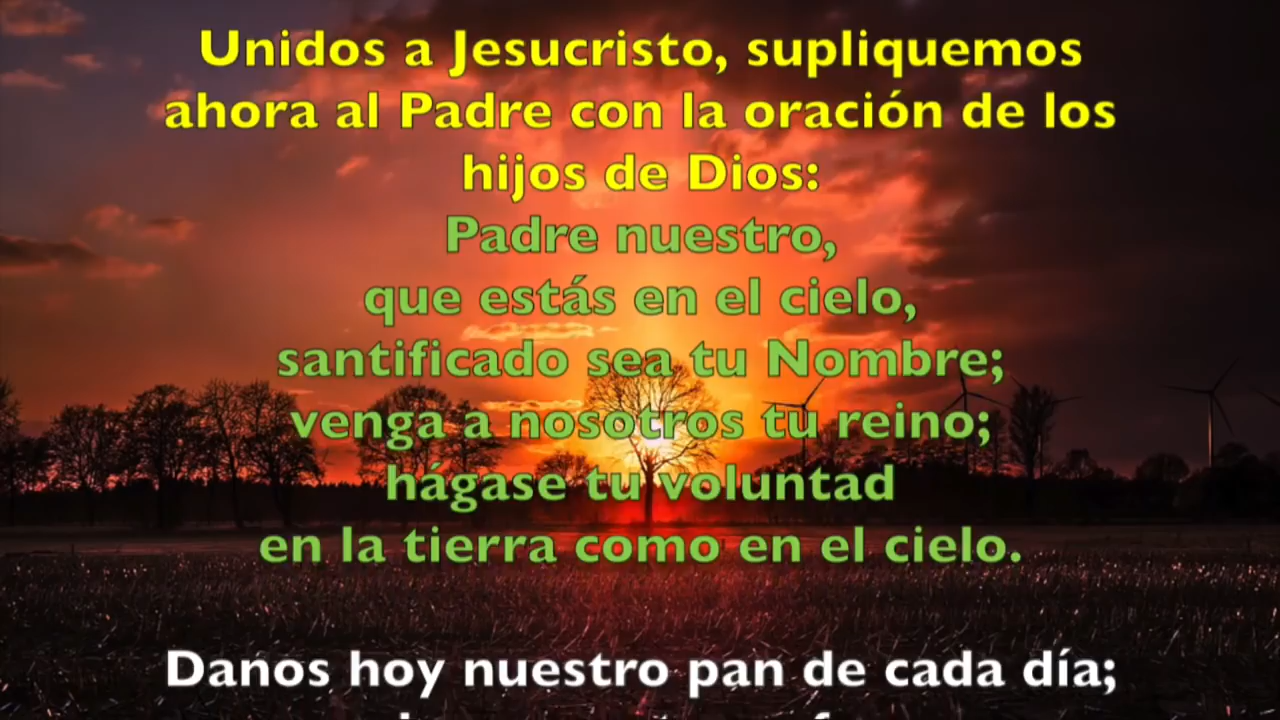 Unidos a Jesucristo, supliquemos
ahora al Padre con la oración de los
hijos de Dios:
Padre nuestro,
que estás en el cielo,
santificado sea tu Nombre;
venga a nosotros tu reino;
hágase tu voluntad
en la tierra como en el cielo.
Danos hoy nuestro pan de cada día;